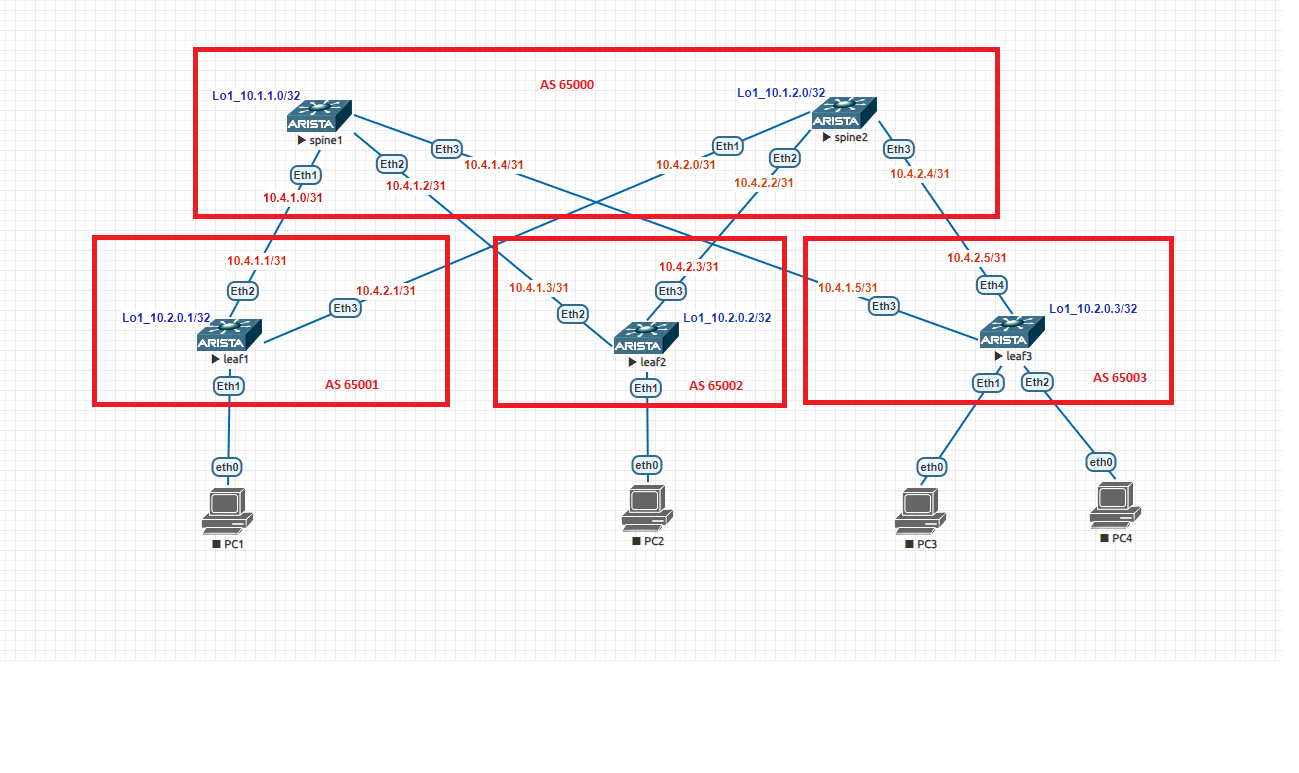 AS 65000
Lo1_10.1.1.0/32
Lo1_10.1.2.0/32
ARISTA
ARISTA
spine1
spine2
Eth1
Eth2
Eth3
Eth1
Eth2
Eth3
10.4.1.0/31
10.4.1.2/31
10.4.1.4/31
10.4.2.0/31
10.4.2.2/31
10.4.2.4/31
10.4.1.1/31
Eth2
10.4.2.1/31
Eth3
Lo1_10.2.0.1/32
ARISTA
leaf1
Eth1
AS 65001
10.4.1.3/31
Eth2
10.4.2.3/31
Eth3
Lo1_10.2.0.2/32
ARISTA
leaf2
Eth1
AS 65002
10.4.1.5/31
Eth3
10.4.2.5/31
Eth4
Lo1_10.2.0.3/32
ARISTA
leaf3
Eth1
Eth2
AS 65003
eth0
PC1
eth0
PC2
eth0
PC3
eth0
PC4